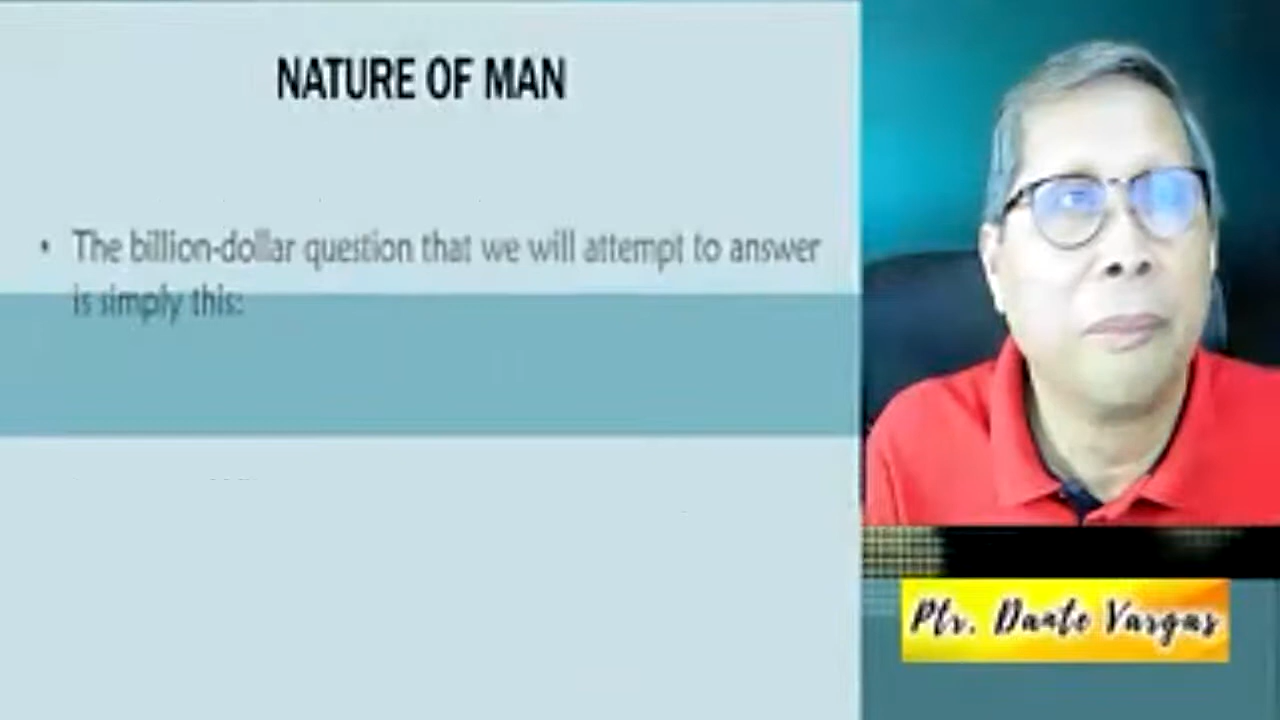 NATURE OF MAN
• The billion-dollar question that we will attempt to answer
is simply this:
Ptr. Dante Vargas